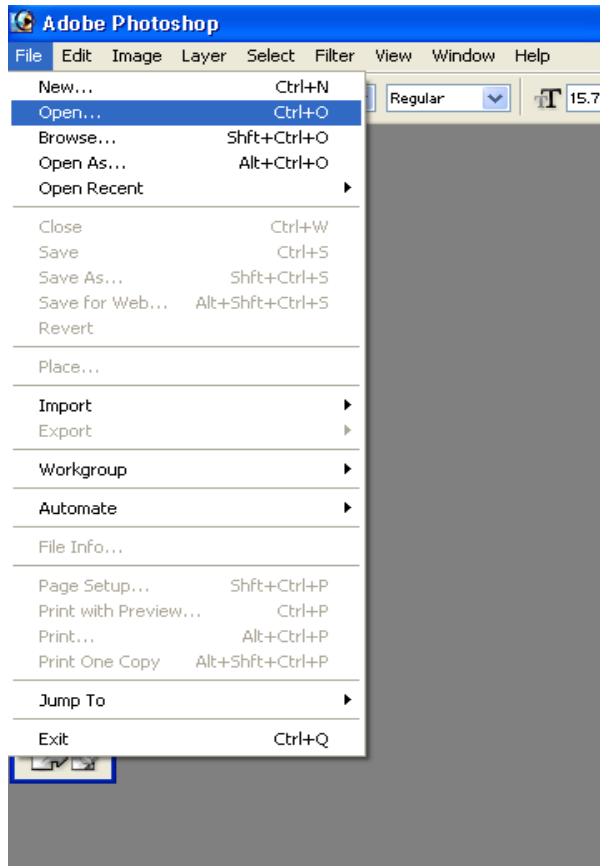 Adobe Photoshop
File Edit Image Layer Select Filter View Window Help
Regular 15.7
New... Ctrl+N
Open... Ctrl+O
Browse... Shft+Ctrl+O
Open As... Alt+Ctrl+O
Open Recent
Close Ctrl+W
Save Ctrl+S
Save As... Shft+Ctrl+S
Save for Web... Alt+Shft+Ctrl+S
Revert
Place...
Import
Export
Workgroup
Automate
File Info...
Page Setup... Shft+Ctrl+P
Print with Preview... Ctrl+P
Print... Alt+Ctrl+P
Print One Copy Alt+Shft+Ctrl+P
Jump To
Exit Ctrl+Q